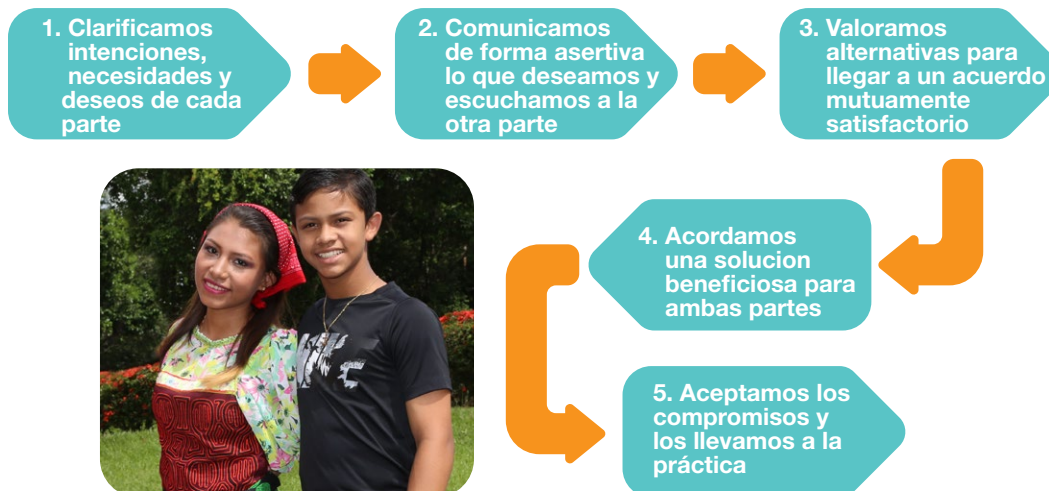 1. Clarificamos
intenciones,
necesidades y
deseos de cada
parte
2. Comunicamos
de forma asertiva
lo que deseamos y
escuchamos a la
otra parte
3. Valoramos
alternativas para
llegar a un acuerdo
mutuamente
satisfactorio
4. Acordamos
una solucion
beneficiosa para
ambas partes
5. Aceptamos los
compromisos y
los llevamos a la
práctica